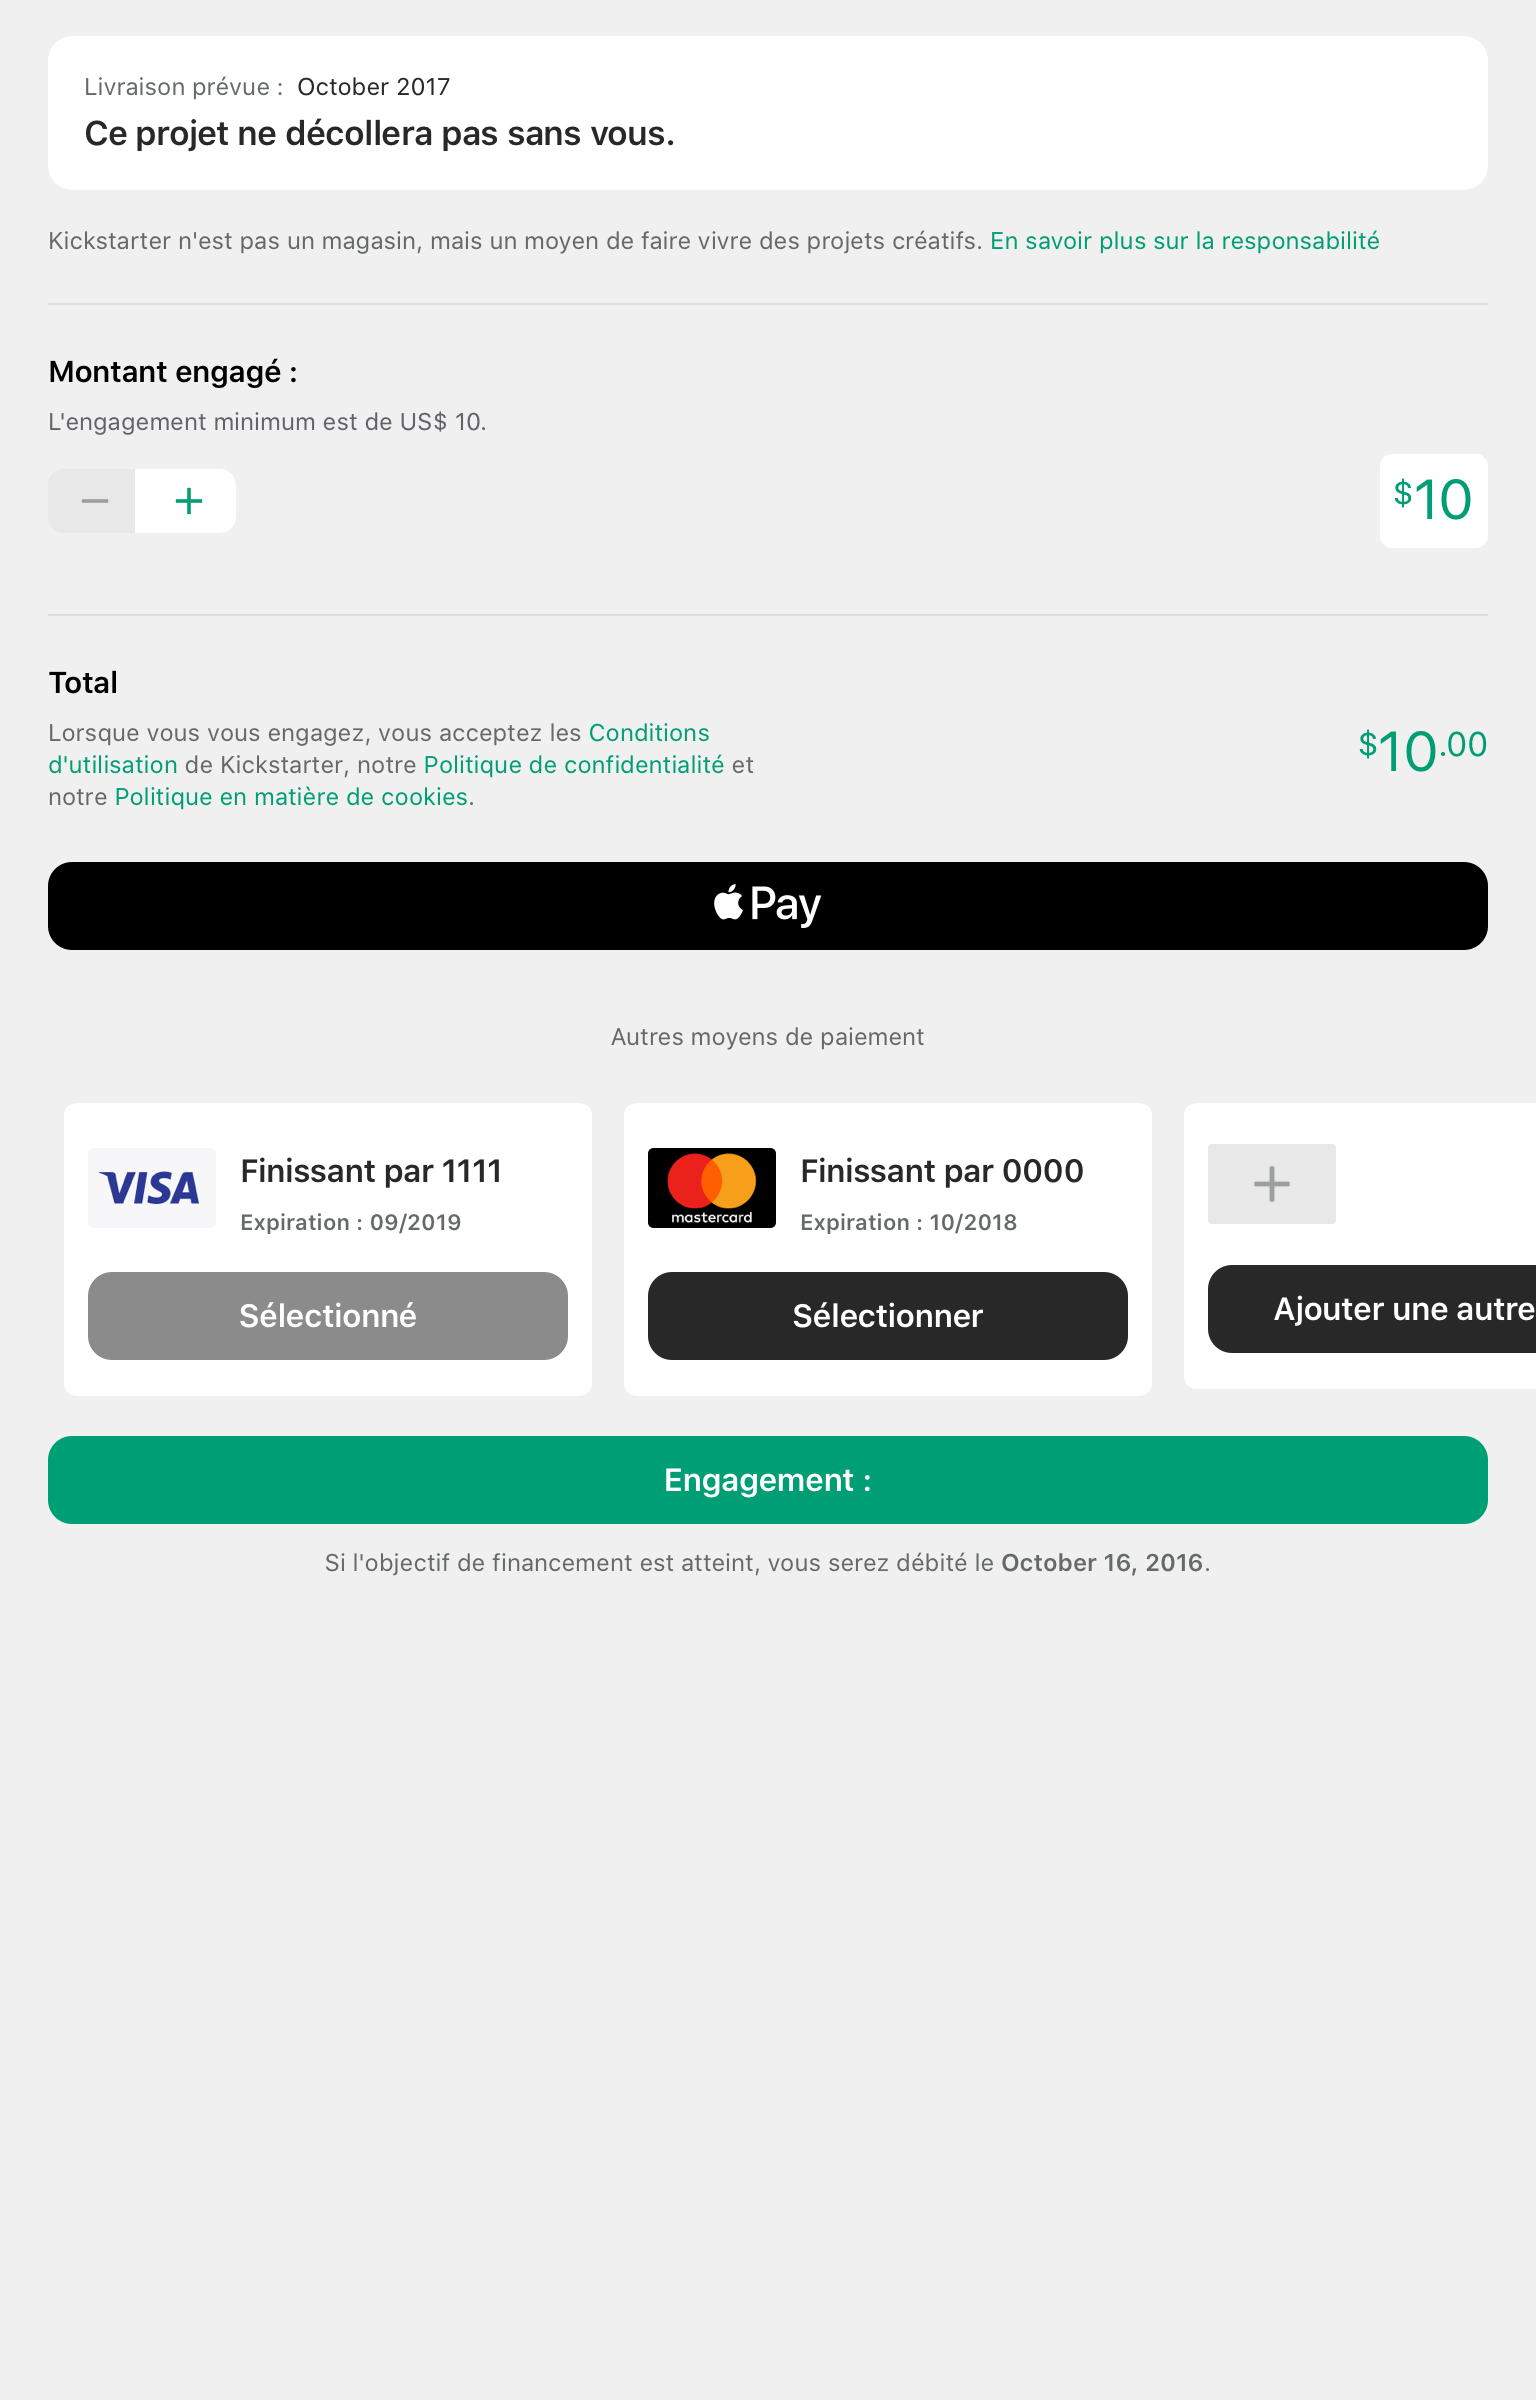 Livraison prévue : October 2017
Ce projet ne décollera pas sans vous.
Kickstarter n'est pas un magasin, mais un moyen de faire vivre des projets créatifs. En savoir plus sur la responsabilité
Montant engagé :
L'engagement minimum est de US$ 10.
$10
Total
Lorsque vous vous engagez, vous acceptez les Conditions
d'utilisation de Kickstarter, notre Politique de confidentialité et
notre Politique en matière de cookies.
$10.00
Pay
Autres moyens de paiement
VISA
Finissant par 1111
Expiration : 09/2019
Sélectionné
mastercard
Finissant par 0000
Expiration : 10/2018
Sélectionner
Ajouter une autre
Engagement :
Si l'objectif de financement est atteint, vous serez débité le October 16, 2016.